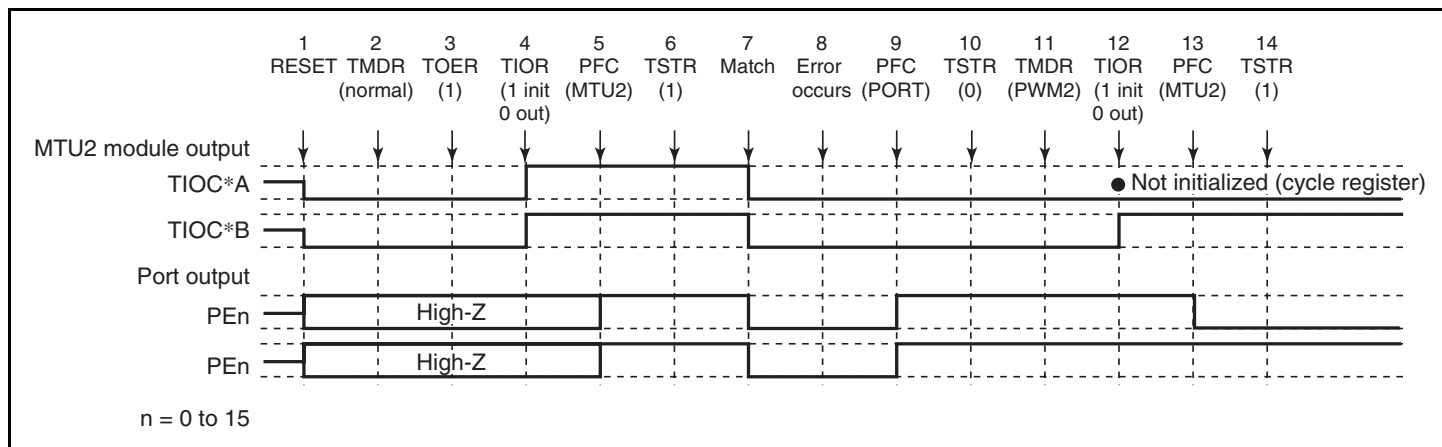 1 2 3 4 5 6 7 8 9 10 11 12 13 14
RESET TMDR TOER TIOR PFC TSTR Match Error PFC TSTR TMDR TIOR PFC TSTR
(normal) (1) (1 init (MTU2) (1) occurs (PORT) (0) (PWM2) (1 init (MTU2) (1)
0 out) 0 out)
MTU2 module output
TIOC*A
● Not initialized (cycle register)
TIOC*B
Port output
PEn
High-Z
PEn
High-Z
n = 0 to 15